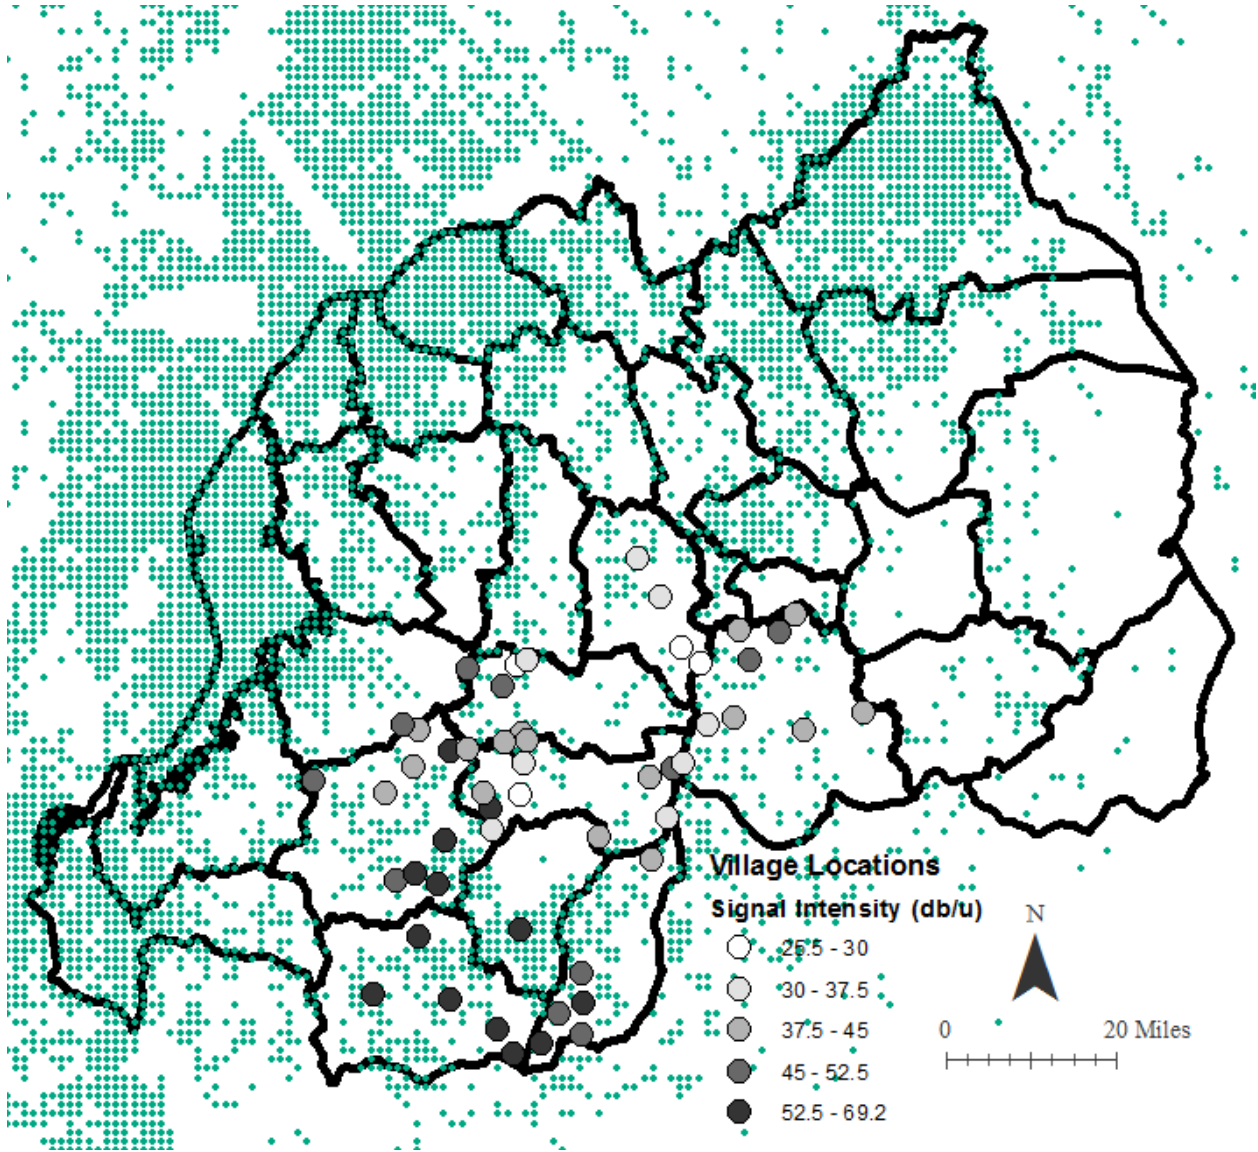 Village Locations
Signal Intensity (db/u)
25.5 - 30
30 - 37.5
37.5 - 45
45 - 52.5
52.5 - 69.2
N
0 20 Miles